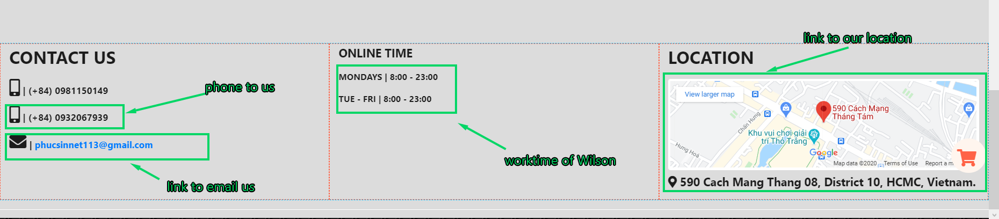 CONTACT US
| (+84) 0981150149
phone to us
| (+84) 0932067939
| phucsinnet113@gmail.com
link to email us
ONLINE TIME
MONDAYS | 8:00 - 23:00
TUE - FRI | 8:00 - 23:00
worktime of Wilson
link to our location
LOCATION
View larger map
590 Cách Mạng
Tháng Tám
Chấn Hưng
Khu vui chơi giải
trí Thỏ Trắng
Hưng Hoá
Google
Map data ©2020 Terms of Use Report a m
590 Cach Mang Thang 08, District 10, HCMC, Vietnam.